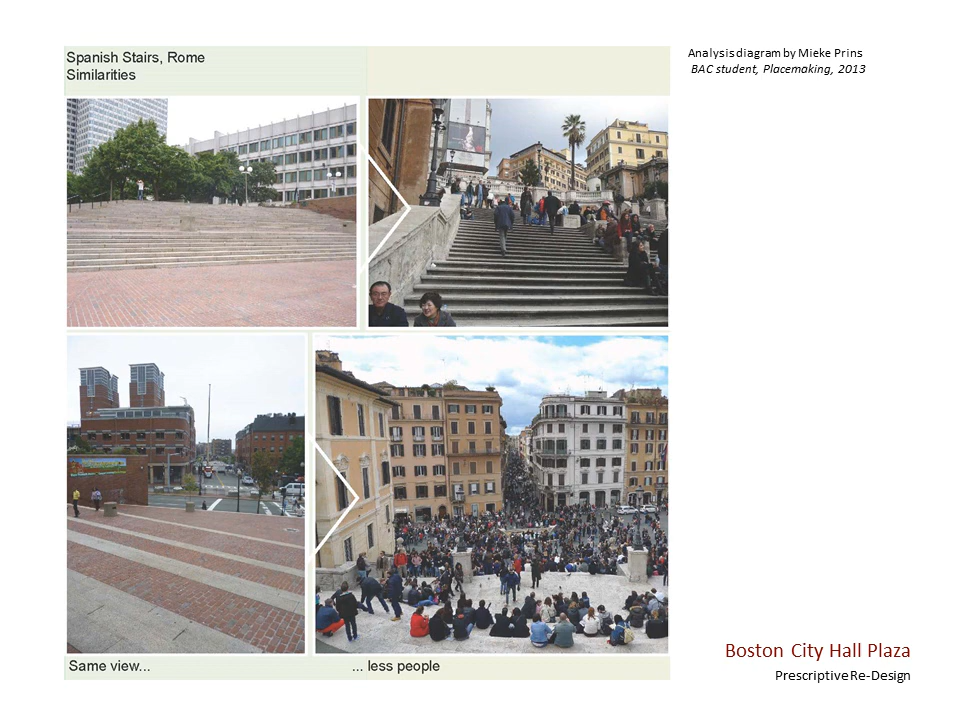 Spanish Stairs, Rome
Similarities
Analysis diagram by Mieke Prins
BAC student, Placemaking, 2013
Same view...
... less people
Boston City Hall Plaza
Prescriptive Re-Design